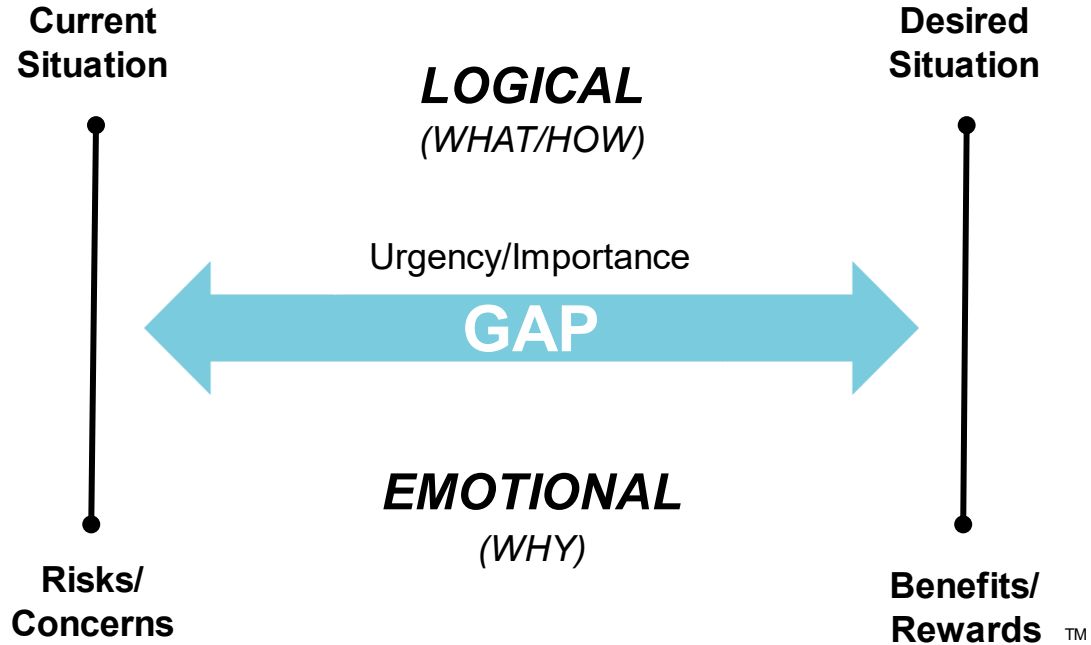 Current
Situation
Desired
Situation
LOGICAL
(WHAT/HOW)
Urgency/Importance
GAP
EMOTIONAL
(WHY)
Risks/
Concerns
Benefits/
Rewards TM